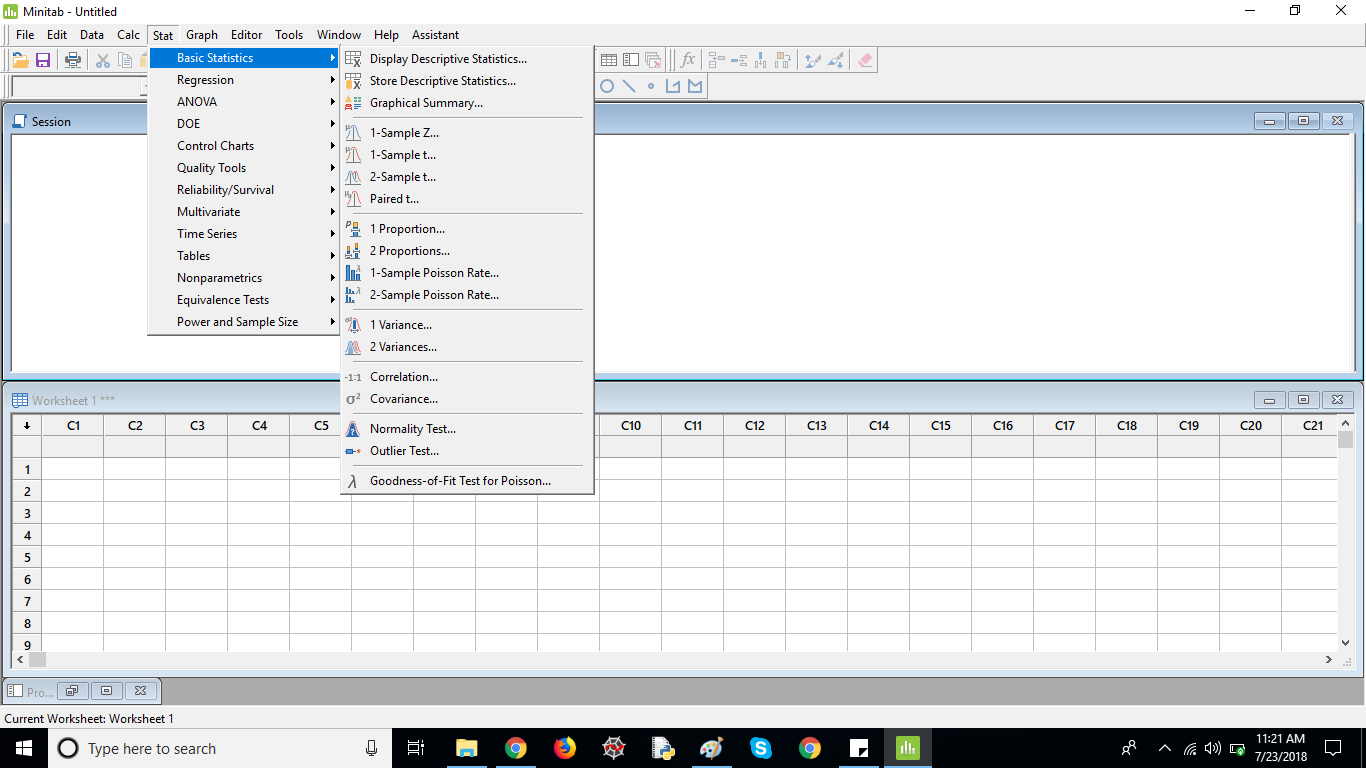 Minitab - Untitled
File Edit Data Calc Stat Graph Editor Tools Window Help Assistant
Basic Statistics
Regression
ANOVA
DOE
Control Charts
Quality Tools
Reliability/Survival
Multivariate
Time Series
Tables
Nonparametrics
Equivalence Tests
Power and Sample Size
Display Descriptive Statistics...
Store Descriptive Statistics...
Graphical Summary...
1-Sample Z...
1-Sample t...
2-Sample t...
Paired t...
1 Proportion...
2 Proportions...
1-Sample Poisson Rate...
2-Sample Poisson Rate...
1 Variance...
2 Variances...
Correlation...
Covariance...
Normality Test...
Outlier Test...
Goodness-of-Fit Test for Poisson...
Session
Worksheet 1 ***
C1 C2 C3 C4 C5 C10 C11 C12 C13 C14 C15 C16 C17 C18 C19 C20 C21
1
2
3
4
5
6
7
8
9
Pro...
Current Worksheet: Worksheet 1
Type here to search
11:21 AM
7/23/2018